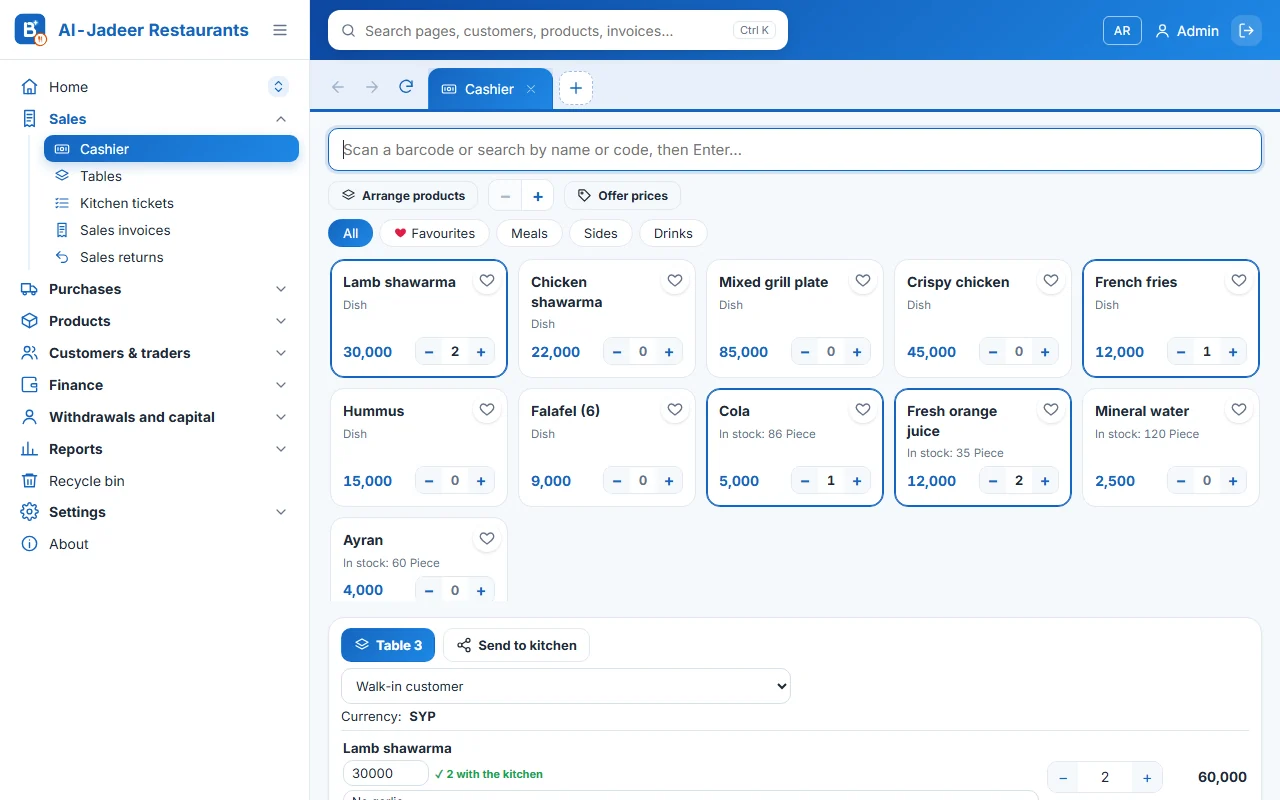 Al-Jadeer Restaurants
Search pages, customers, products, invoices...
Ctrl K
AR
Admin
Home
Sales
Cashier
Tables
Kitchen tickets
Sales invoices
Sales returns
Purchases
Products
Customers & traders
Finance
Withdrawals and capital
Reports
Recycle bin
Settings
About
Cashier
Scan a barcode or search by name or code, then Enter...
Arrange products
− +
Offer prices
All
Favourites
Meals
Sides
Drinks
Lamb shawarma
Dish
30,000 − 2 +
Chicken
shawarma
Dish
22,000 − 0 +
Mixed grill plate
Dish
85,000 − 0 +
Crispy chicken
Dish
45,000 − 0 +
French fries
Dish
12,000 − 1 +
Hummus
Dish
15,000 − 0 +
Falafel (6)
Dish
9,000 − 0 +
Cola
In stock: 86 Piece
5,000 − 1 +
Fresh orange
juice
In stock: 35 Piece
12,000 − 2 +
Mineral water
In stock: 120 Piece
2,500 − 0 +
Ayran
In stock: 60 Piece
4,000 − 0 +
Table 3
Send to kitchen
Walk-in customer
Currency: SYP
Lamb shawarma
30000 ✓ 2 with the kitchen
− 2 + 60,000
No garlic